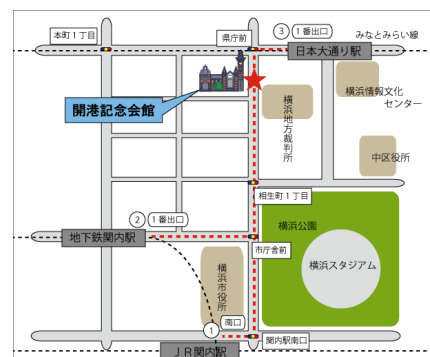 ③ 1番出口
みなとみらい線
本町1丁目
県庁前
日本大通り駅
開港記念会館
横浜地方裁判所
横浜情報文化
センター
中区役所
相生町1丁目
② 1番出口
地下鉄関内駅
横浜公園
市庁舎前
横浜スタジアム
横浜市役所
① 南口
関内駅南口
JR関内駅